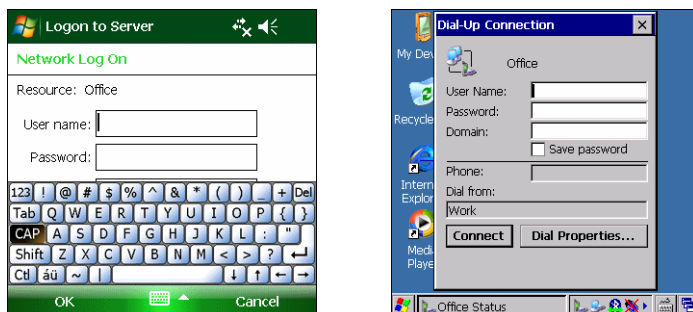 Logon to Server
Network Log On
Resource: Office
User name:
Password:
123 ! @ # $ % ^ & * ( ) _ + Del
Tab Q W E R T Y U I O P { }
CAP A S D F G H J K L : "
Shift Z X C V B N M < > ?
Ctl áü ~ |
OK
Cancel
My Dev
Recycle
Intern
Explor
Medi
Playe
Dial-Up Connection
Office
User Name:
Password:
Domain:
Save password
Phone:
Dial from:
Work
Connect
Dial Properties...
Office Status